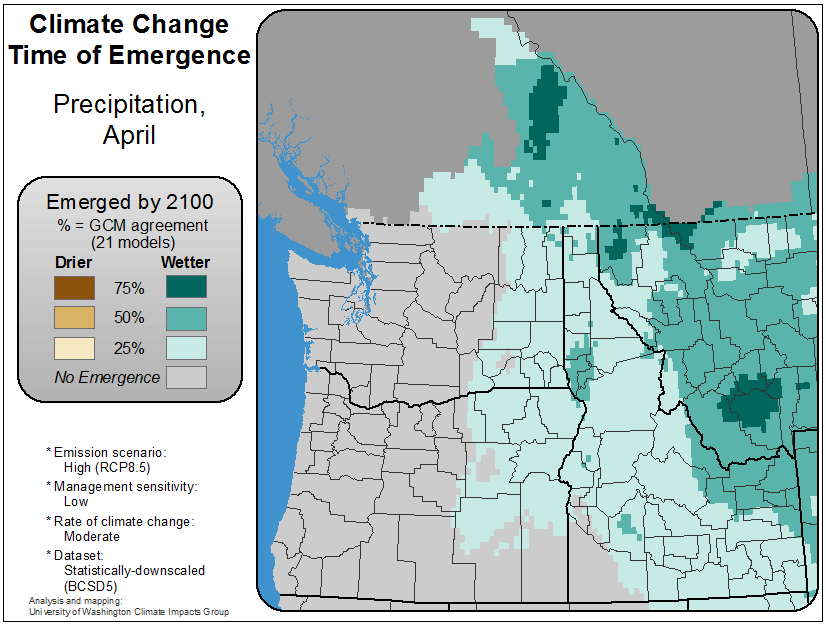 Climate Change
Time of Emergence
Precipitation,
April
Emerged by 2100
% = GCM agreement
(21 models)
Drier Wetter
75%
50%
25%
No Emergence
* Emission scenario:
High (RCP8.5)
* Management sensitivity:
Low
* Rate of climate change:
Moderate
* Dataset:
Statistically-downscaled
(BCSD5)
Analysis and mapping:
University of Washington Climate Impacts Group